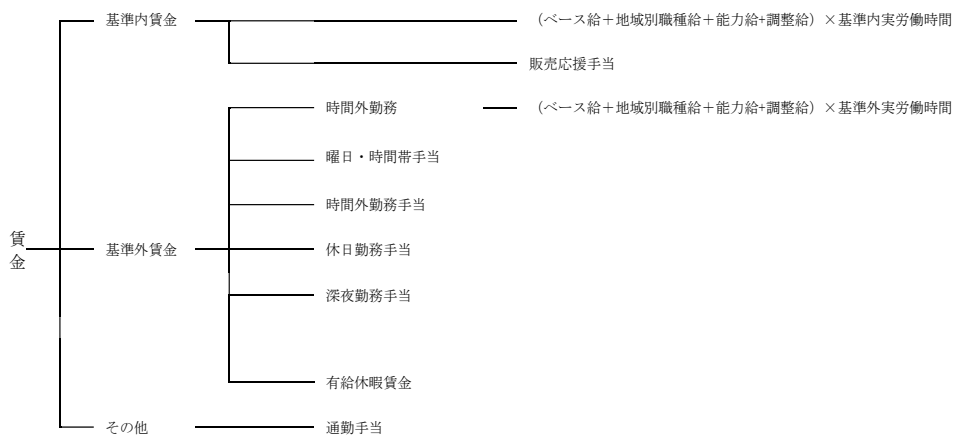 基準内賃金 （ベース給＋地域別職種給＋能力給+調整給）×基準内実労働時間
販売応援手当
時間外勤務 （ベース給＋地域別職種給＋能力給+調整給）×基準外実労働時間
曜日・時間帯手当
時間外勤務手当
賃金
基準外賃金 休日勤務手当
深夜勤務手当
有給休暇賃金
その他 通勤手当